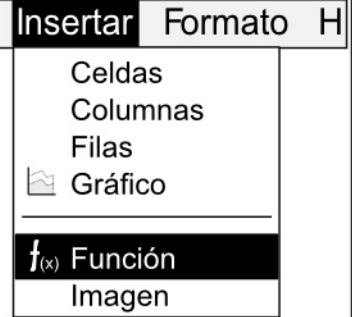 Insertar Formato H
Celdas
Columnas
Filas
Gráfico
f(x) Función
Imagen